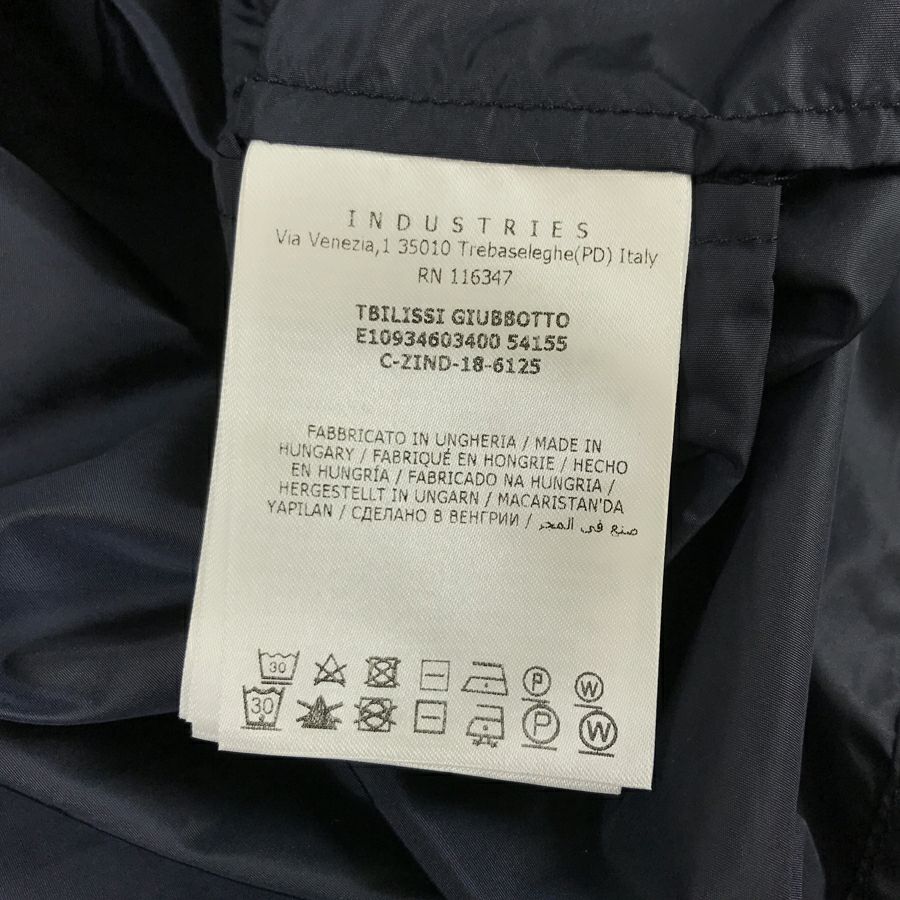 INDUSTRIES
Via Venezia,1 35010 Trebaseleghe(PD) Italy
RN 116347
TBILISSI GIUBBOTTO
E10934603400 54155
C-ZIND-18-6125
FABBRICATO IN UNGHERIA / MADE IN
HUNGARY / FABRIQUÉ EN HONGRIE / HECHO
EN HUNGRÍA / FABRICADO NA HUNGRIA /
HERGESTELLT IN UNGARN / MACARISTAN'DA
YAPILAN / СДЕЛАНО В ВЕНГРИИ / صنع في المجر
30 P W
30 P W